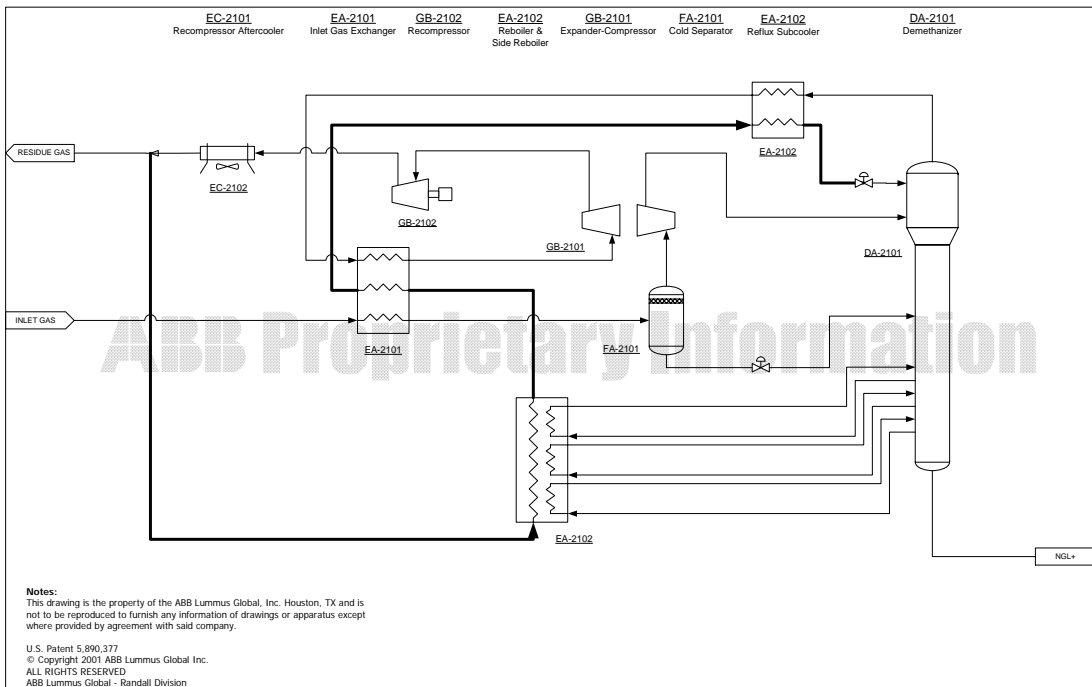 EC-2101
Recompressor Aftercooler
EA-2101
Inlet Gas Exchanger
GB-2102
Recompressor
EA-2102
Reboiler &
Side Reboiler
GB-2101
Expander-Compressor
FA-2101
Cold Separator
EA-2102
Reflux Subcooler
DA-2101
Demethanizer
RESIDUE GAS
EC-2102
EA-2102
GB-2102
GB-2101
DA-2101
INLET GAS
EA-2101
FA-2101
ABB Proprietary Information
EA-2102
NGL+
Notes:
This drawing is the property of the ABB Lummus Global, Inc. Houston, TX and is
not to be reproduced to furnish any information of drawings or apparatus except
where provided by agreement with said company.
U.S. Patent 5,890,377
© Copyright 2001 ABB Lummus Global Inc.
ALL RIGHTS RESERVED
ABB Lummus Global - Randall Division